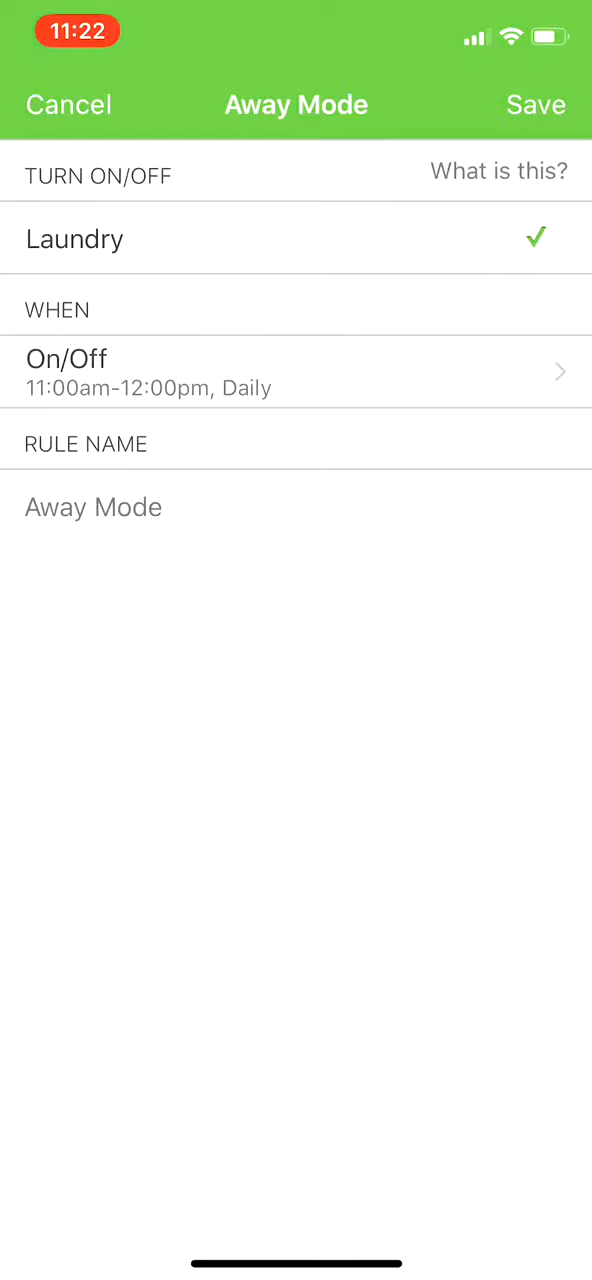 11:22
Cancel Away Mode Save
TURN ON/OFF What is this?
Laundry
WHEN
On/Off
11:00am-12:00pm, Daily
RULE NAME
Away Mode